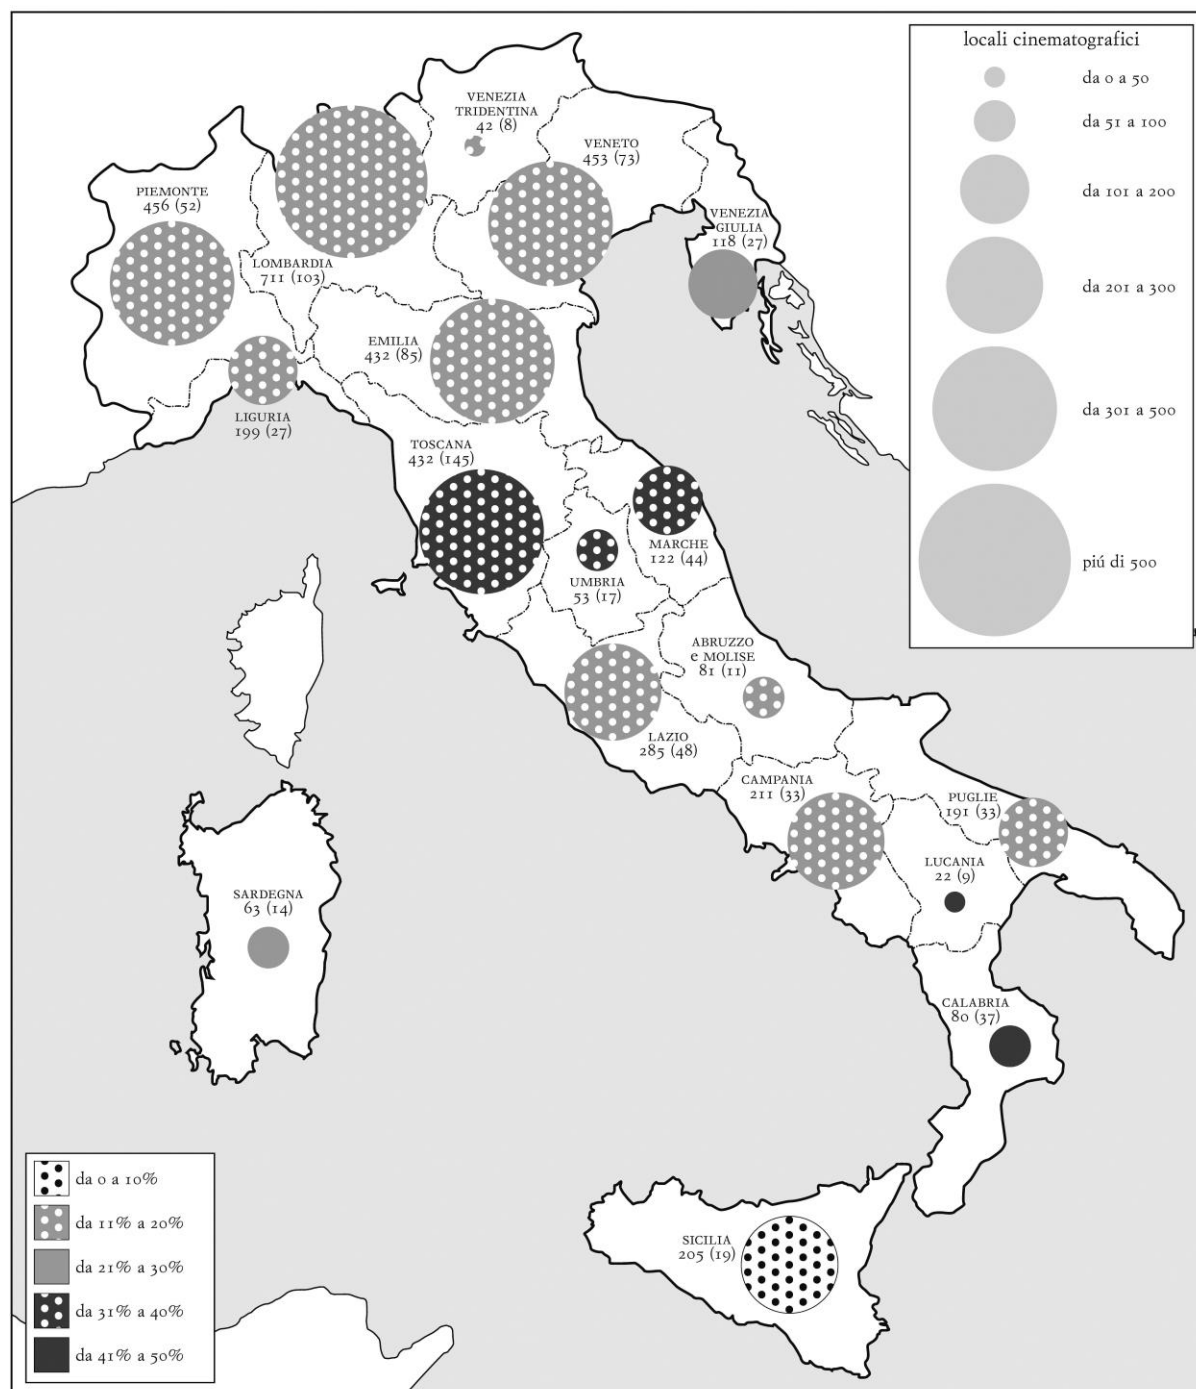 locali cinematografici
da 0 a 50
da 51 a 100
da 101 a 200
da 201 a 300
da 301 a 500
piú di 500
VENEZIA
TRIDENTINA
42 (8)
VENETO
453 (73)
PIEMONTE
456 (52)
VENEZIA
GIULIA
118 (27)
LOMBARDIA
711 (103)
EMILIA
432 (85)
LIGURIA
199 (27)
TOSCANA
432 (145)
MARCHE
122 (44)
UMBRIA
53 (17)
ABRUZZO
e MOLISE
81 (11)
LAZIO
285 (48)
CAMPANIA
211 (33)
PUGLIE
191 (33)
LUCANIA
22 (9)
SARDEGNA
63 (14)
CALABRIA
80 (37)
SICILIA
205 (19)
da 0 a 10%
da 11% a 20%
da 21% a 30%
da 31% a 40%
da 41% a 50%